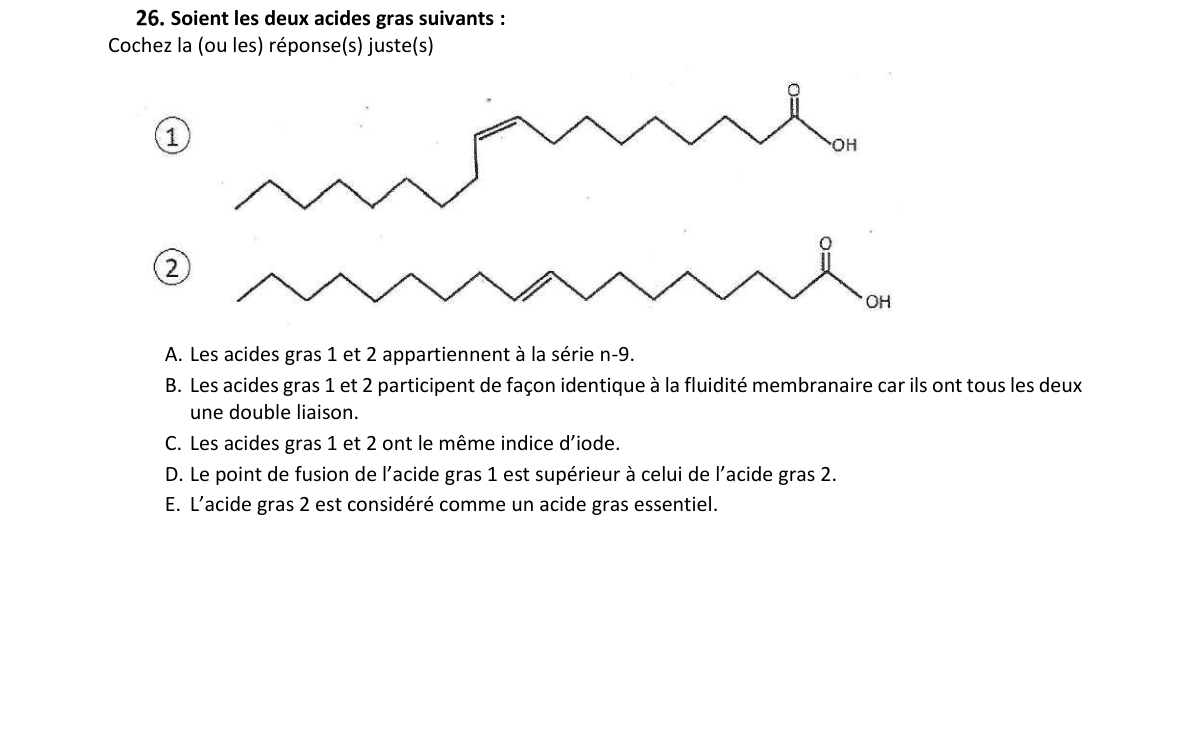 26. Soient les deux acides gras suivants :
Cochez la (ou les) réponse(s) juste(s)
O
1
OH
O
2
OH
A. Les acides gras 1 et 2 appartiennent à la série n-9.
B. Les acides gras 1 et 2 participent de façon identique à la fluidité membranaire car ils ont tous les deux
une double liaison.
C. Les acides gras 1 et 2 ont le même indice d’iode.
D. Le point de fusion de l’acide gras 1 est supérieur à celui de l’acide gras 2.
E. L’acide gras 2 est considéré comme un acide gras essentiel.